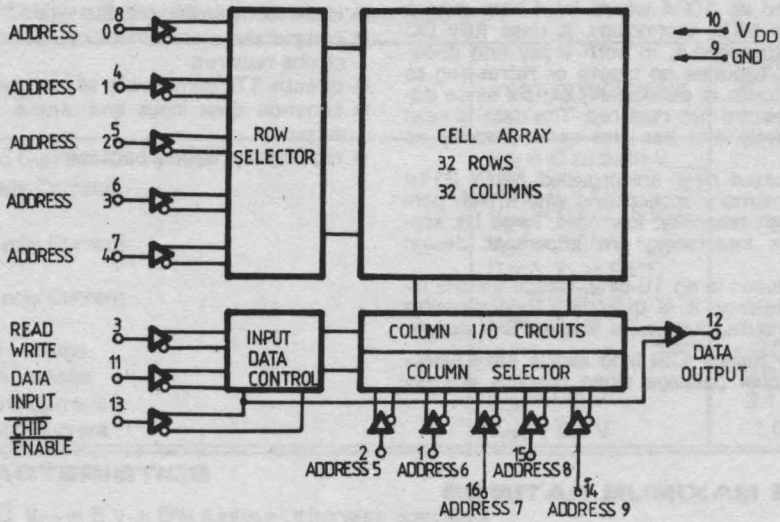 8
ADDRESS 0
4
ADDRESS 1
5
ADDRESS 2
6
ADDRESS 3
7
ADDRESS 4
ROW
SELECTOR
CELL ARRAY
32 ROWS
32 COLUMNS
10
VDD
9
GND
READ
WRITE
3
DATA
INPUT
11
13
CHIP
ENABLE
INPUT
DATA
CONTROL
COLUMN I/O CIRCUITS
COLUMN SELECTOR
12
DATA
OUTPUT
2
ADDRESS 5
1
ADDRESS 6
16
ADDRESS 7
15
ADDRESS 8
14
ADDRESS 9